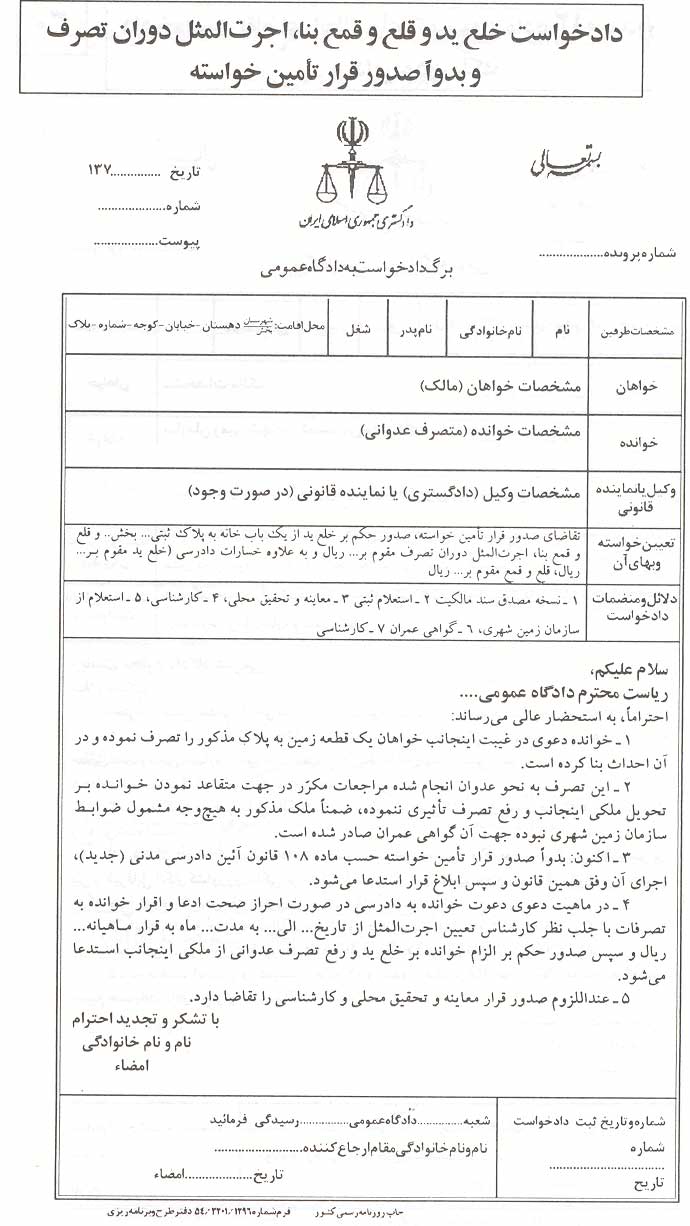 دادخواست خلع ید و قلع و قمع بنا، اجرت‌المثل دوران تصرف
و بدواً صدور قرار تأمین خواسته
بسمه تعالی
دادگستری جمهوری اسلامی ایران
تاریخ ..............۱۳۷
شماره....................
پیوست...................
شماره پرونده...................
برگ دادخواست به دادگاه عمومی
مشخصات طرفین
نام
نام خانوادگی
نام پدر
شغل
محل اقامت: شهرستان بخش دهستان -خیابان -کوچه -شماره -پلاک
خواهان
مشخصات خواهان (مالک)
خوانده
مشخصات خوانده (متصرف عدوانی)
وکیل یا نماینده قانونی
مشخصات وکیل (دادگستری) یا نماینده قانونی (در صورت وجود)
تعیین خواسته وبهای آن
تقاضای صدور قرار تأمین خواسته، صدور حکم بر خلع ید از یک باب خانه به پلاک ثبتی... بخش.. و قلع
و قمع بنا، اجرت‌المثل دوران تصرف مقوم بر... ریال و به علاوه خسارات دادرسی (خلع ید مقوم بر...
ریال، قلع و قمع مقوم بر... ریال
دلائل و منضمات دادخواست
۱ ـ نسخه مصدق سند مالکیت ۲ ـ استعلام ثبتی ۳ ـ معاینه و تحقیق محلی، ۴ ـ کارشناسی، ۵ ـ استعلام از
سازمان زمین شهری، ۶ ـ گواهی عمران ۷ ـ کارشناسی
سلام علیکم،
ریاست محترم دادگاه عمومی....
احتراماً، به استحضار عالی می‌رساند:
۱ ـ خوانده دعوی در غیبت اینجانب خواهان یک قطعه زمین به پلاک مذکور را تصرف نموده و در
آن احداث بنا کرده است.
۲ ـ این تصرف به نحو عدوان انجام شده مراجعات مکرّر در جهت متقاعد نمودن خوانده بر
تحویل ملکی اینجانب و رفع تصرف تأثیری ننموده، ضمناً ملک مذکور به هیچ‌وجه مشمول ضوابط
سازمان زمین شهری نبوده جهت آن گواهی عمران صادر شده است.
۳ ـ اکنون: بدواً صدور قرار تأمین خواسته حسب ماده ۱۰۸ قانون آئین دادرسی مدنی (جدید)،
اجرای آن وفق همین قانون و سپس ابلاغ قرار استدعا می‌شود.
۴ ـ در ماهیت دعوی دعوت خوانده به دادرسی در صورت احراز صحت ادعا و اقرار خوانده به
تصرفات با جلب نظر کارشناس تعیین اجرت‌المثل از تاریخ... الی... به مدت... ماه به قرار ماهیانه...
ریال و سپس صدور حکم بر الزام خوانده بر خلع ید و رفع تصرف عدوانی از ملکی اینجانب استدعا
می‌شود.
۵ ـ عنداللزوم صدور قرار معاینه و تحقیق محلی و کارشناسی را تقاضا دارد.
با تشکر و تجدید احترام
نام و نام خانوادگی
امضاء
شماره و تاریخ ثبت دادخواست
شماره
..............................
تاریخ
شعبه...............دادگاه عمومی...............رسیدگی فرمائید
نام و نام خانوادگی مقام ارجاع کننده........................
تاریخ....................امضاء
چاپ روزنامه رسمی کشور فرم شماره ۵۴/۰۳۲۰۱/۰۱۲۹۶ دفتر طرح و برنامه ریزی